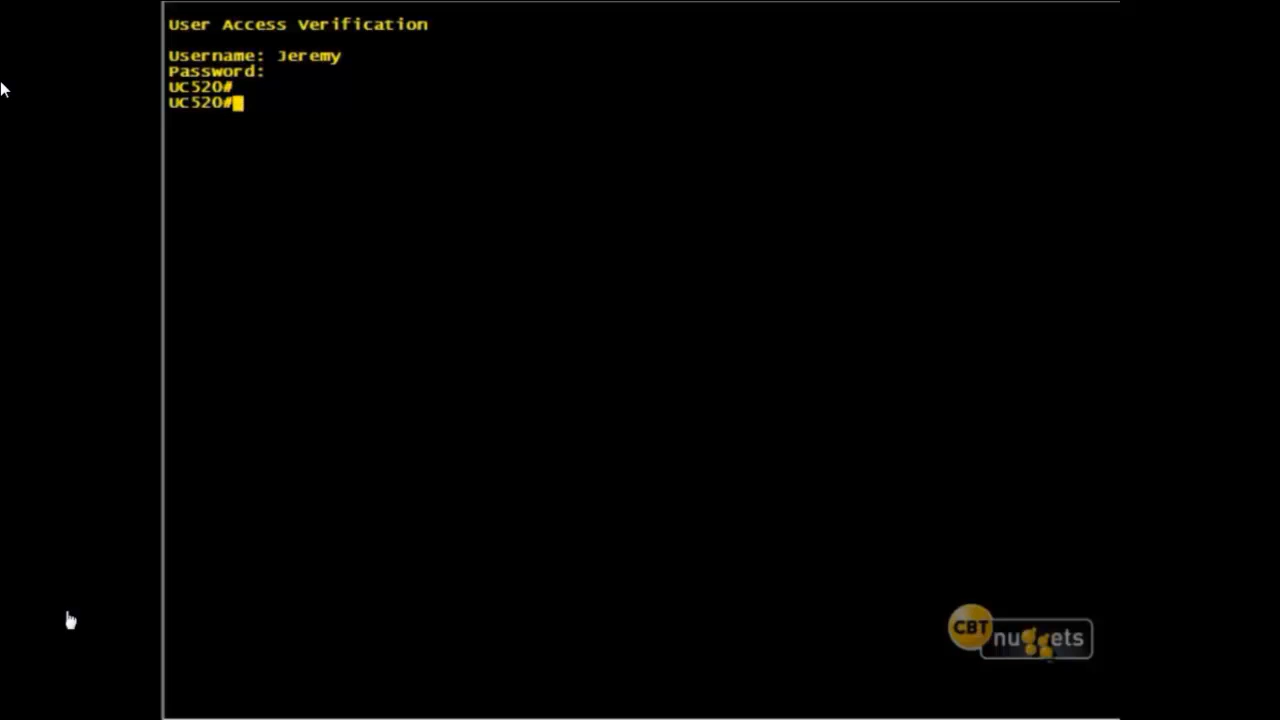 User Access Verification
Username: Jeremy
Password:
UC520#
UC520#
CBT nuggets